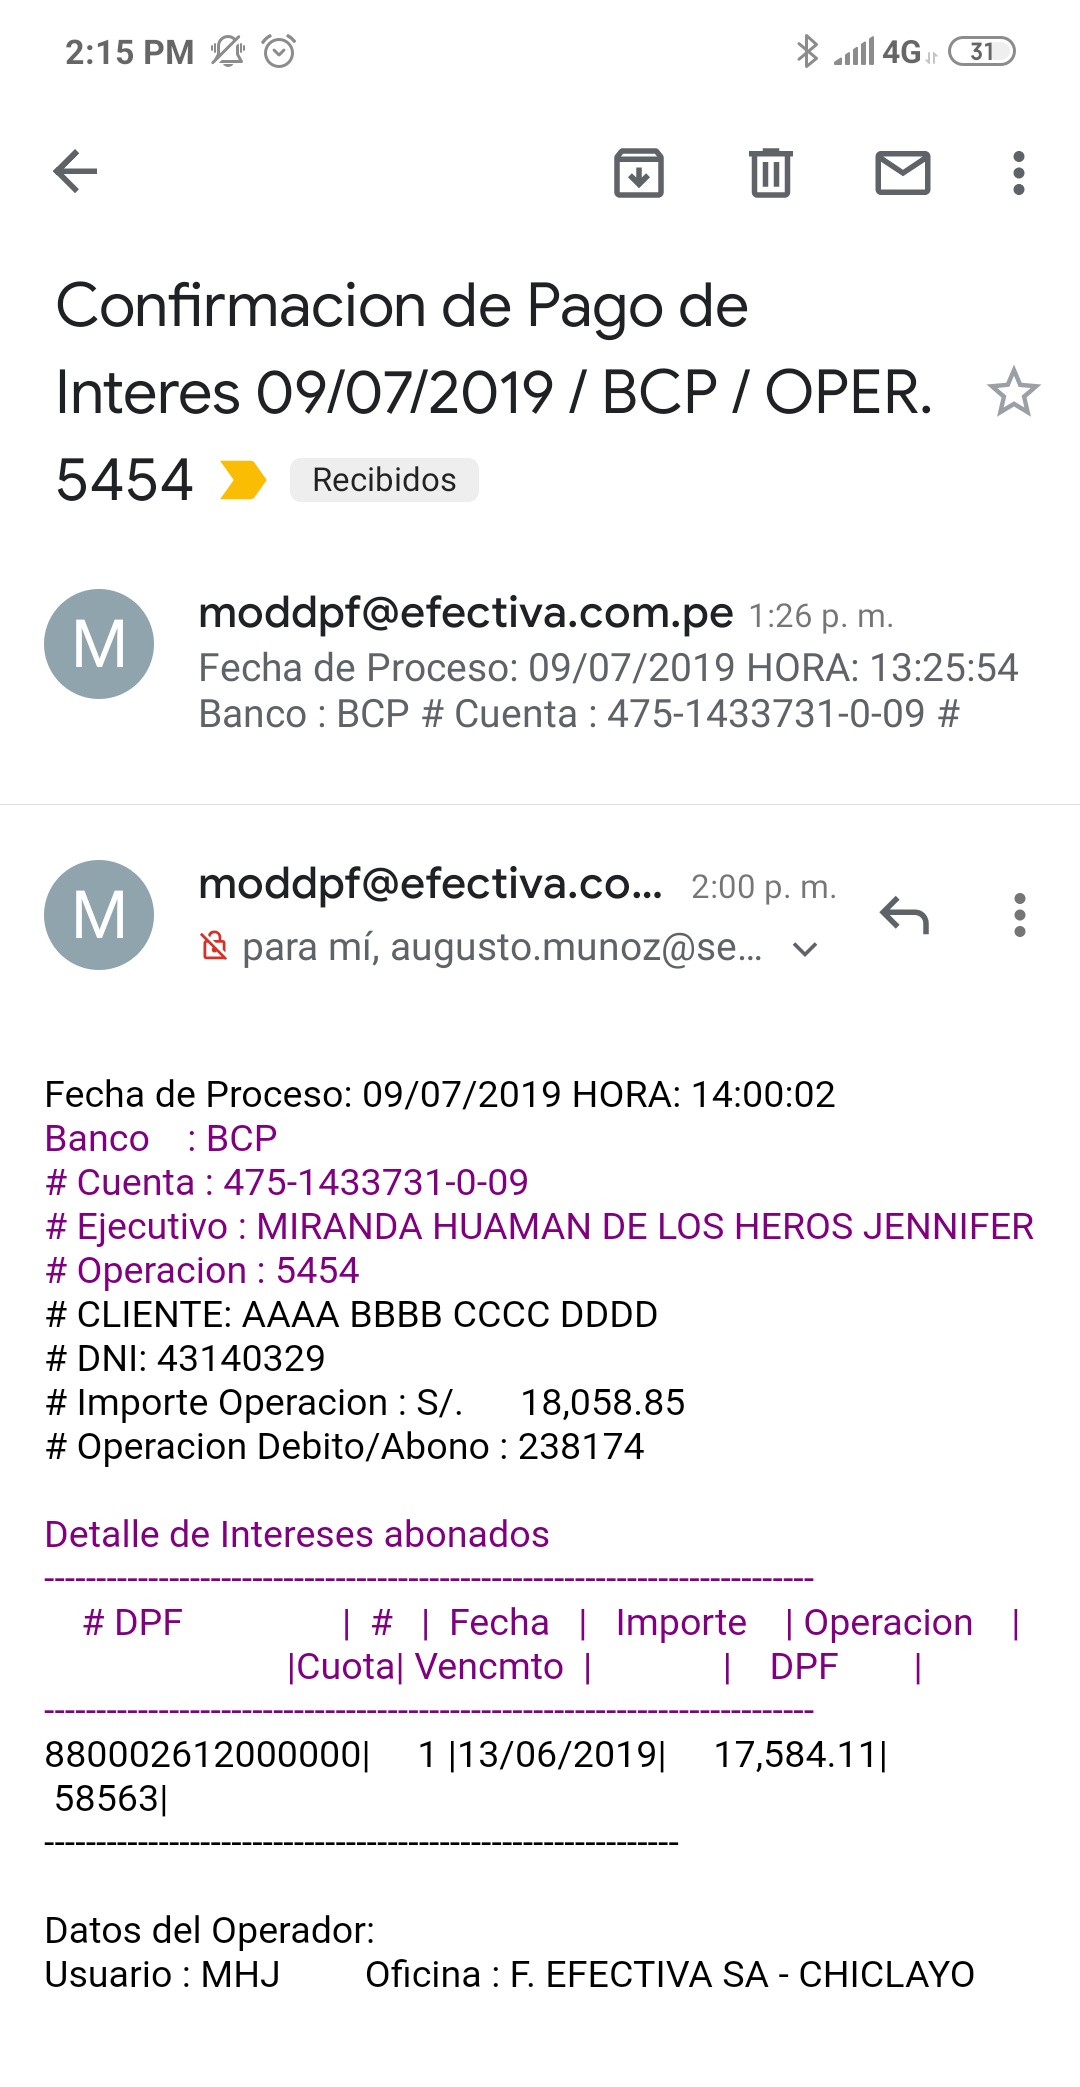 2:15 PM 4G 31
Confirmacion de Pago de
Interes 09/07/2019 / BCP / OPER.
5454 Recibidos
M
moddpf@efectiva.com.pe 1:26 p. m.
Fecha de Proceso: 09/07/2019 HORA: 13:25:54
Banco : BCP # Cuenta : 475-1433731-0-09 #
M
moddpf@efectiva.co... 2:00 p. m.
para mí, augusto.munoz@se...
Fecha de Proceso: 09/07/2019 HORA: 14:00:02
Banco : BCP
# Cuenta : 475-1433731-0-09
# Ejecutivo : MIRANDA HUAMAN DE LOS HEROS JENNIFER
# Operacion : 5454
# CLIENTE: AAAA BBBB CCCC DDDD
# DNI: 43140329
# Importe Operacion : S/. 18,058.85
# Operacion Debito/Abono : 238174
Detalle de Intereses abonados
--------------------------------------------------------------------------
# DPF | # | Fecha | Importe | Operacion |
|Cuota| Vencmto | | DPF |
--------------------------------------------------------------------------
880002612000000| 1 |13/06/2019| 17,584.11|
58563|
-------------------------------------------------------------
Datos del Operador:
Usuario : MHJ Oficina : F. EFECTIVA SA - CHICLAYO